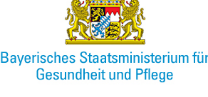 Bayerisches Staatsministerium für
Gesundheit und Pflege